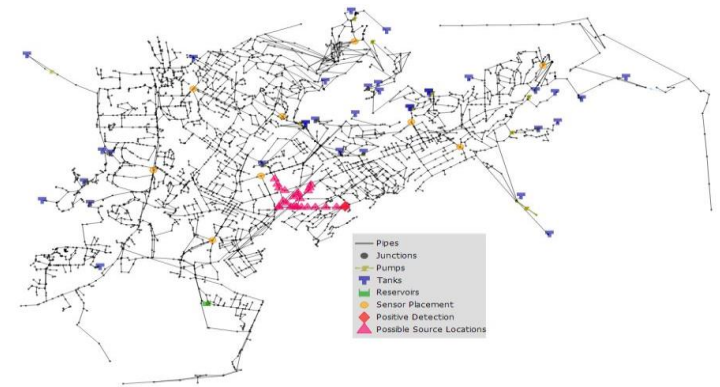 Pipes
Junctions
Pumps
Tanks
Reservoirs
Sensor Placement
Positive Detection
Possible Source Locations